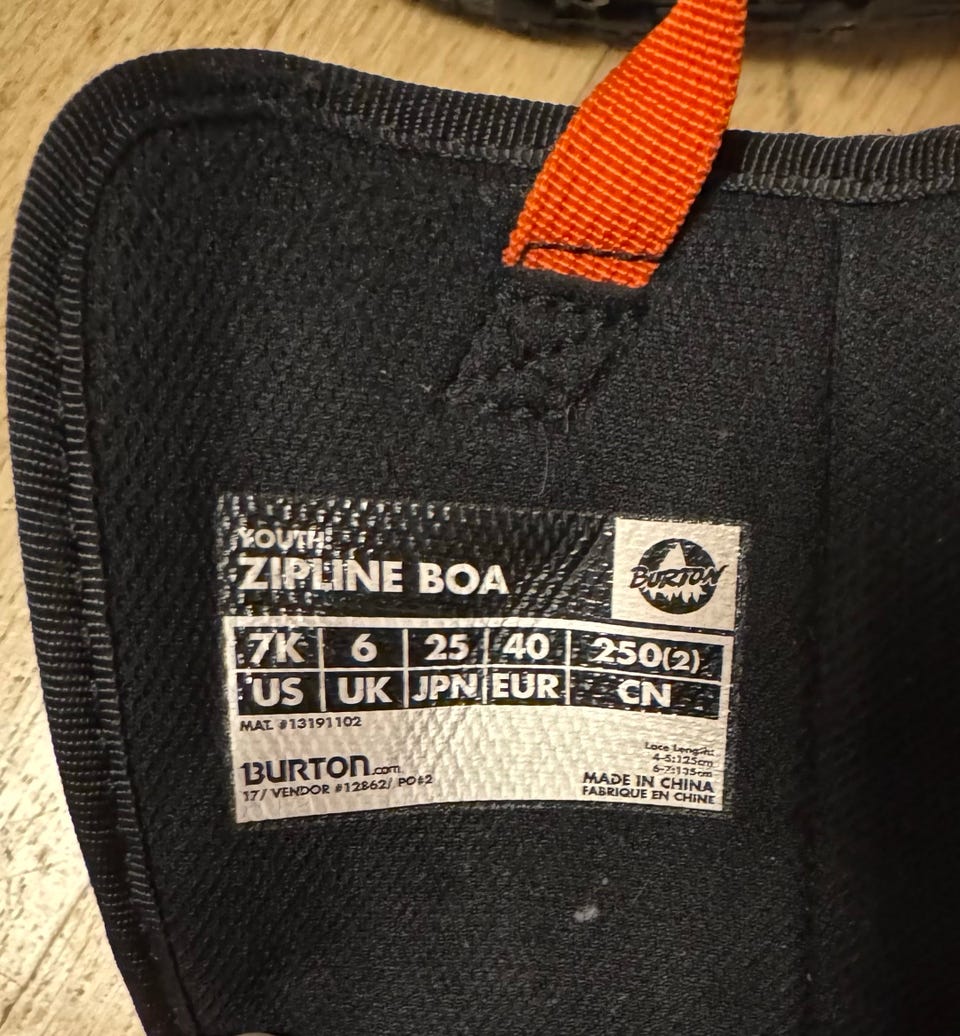 YOUTH:
ZIPLINE BOA
BURTON
7K 6 25 40 250(2)
US UK JPN EUR CN
MAT. #13191102
Lace Length:
4-5:125cm
6-7:135cm
BURTON.com
17/ VENDOR #12862/ PO#2
MADE IN CHINA
FABRIQUE EN CHINE